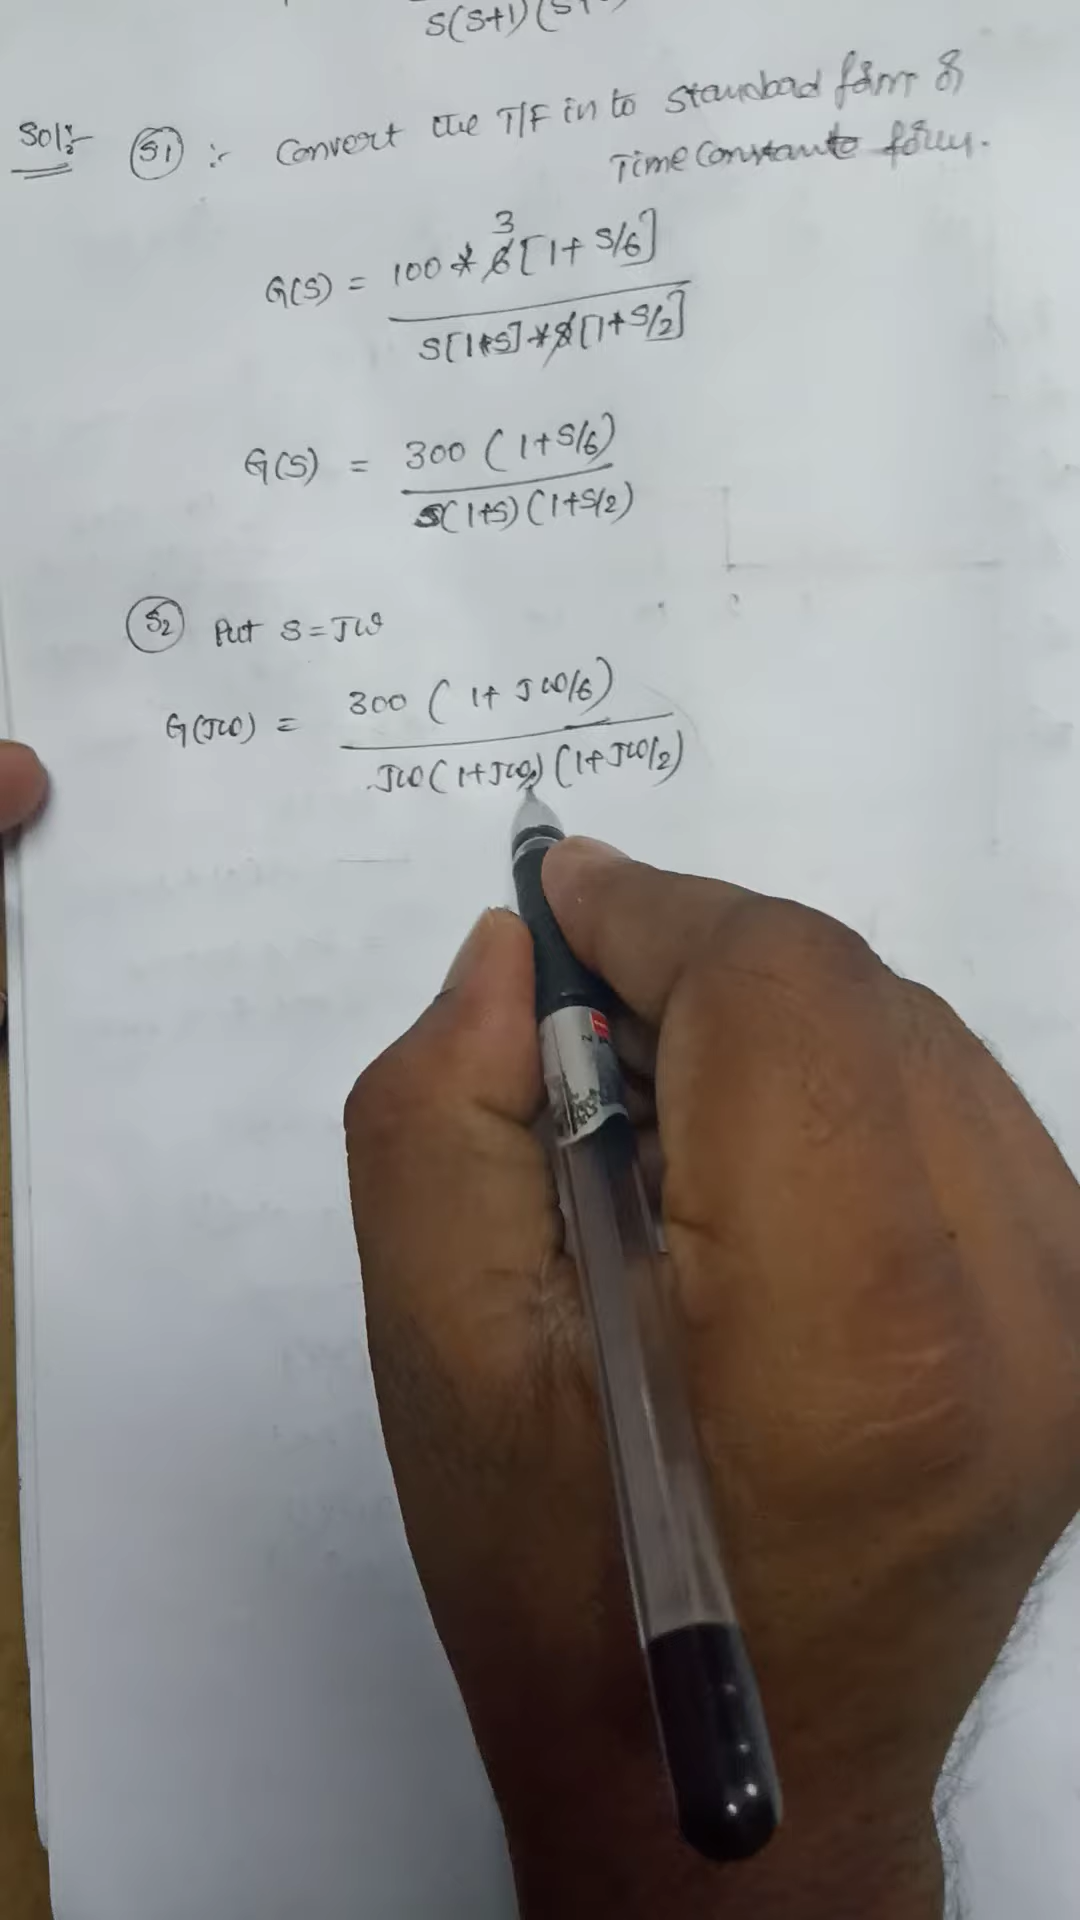 S(S+1)(S+
Sol:- (S1) :- Convert the T/F in to standard form &
Time Constante form.
3
G(S) = 100 * 6 [1+ S/6]
S[1+S] * 2 [1+S/2]
G(S) = 300 (1+S/6)
S(1+S) (1+S/2)
(S2) Put S=Jω
G(Jω) = 300 (1+ Jω/6)
Jω(1+Jω) (1+Jω/2)